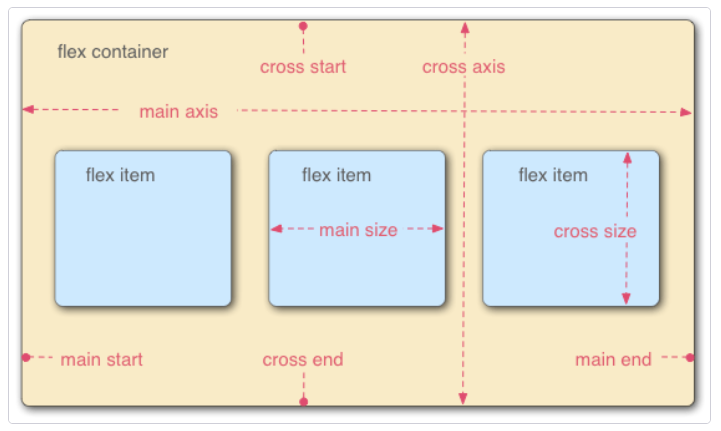 flex container
cross start
cross axis
main axis
flex item
flex item
flex item
main size
cross size
main start
cross end
main end